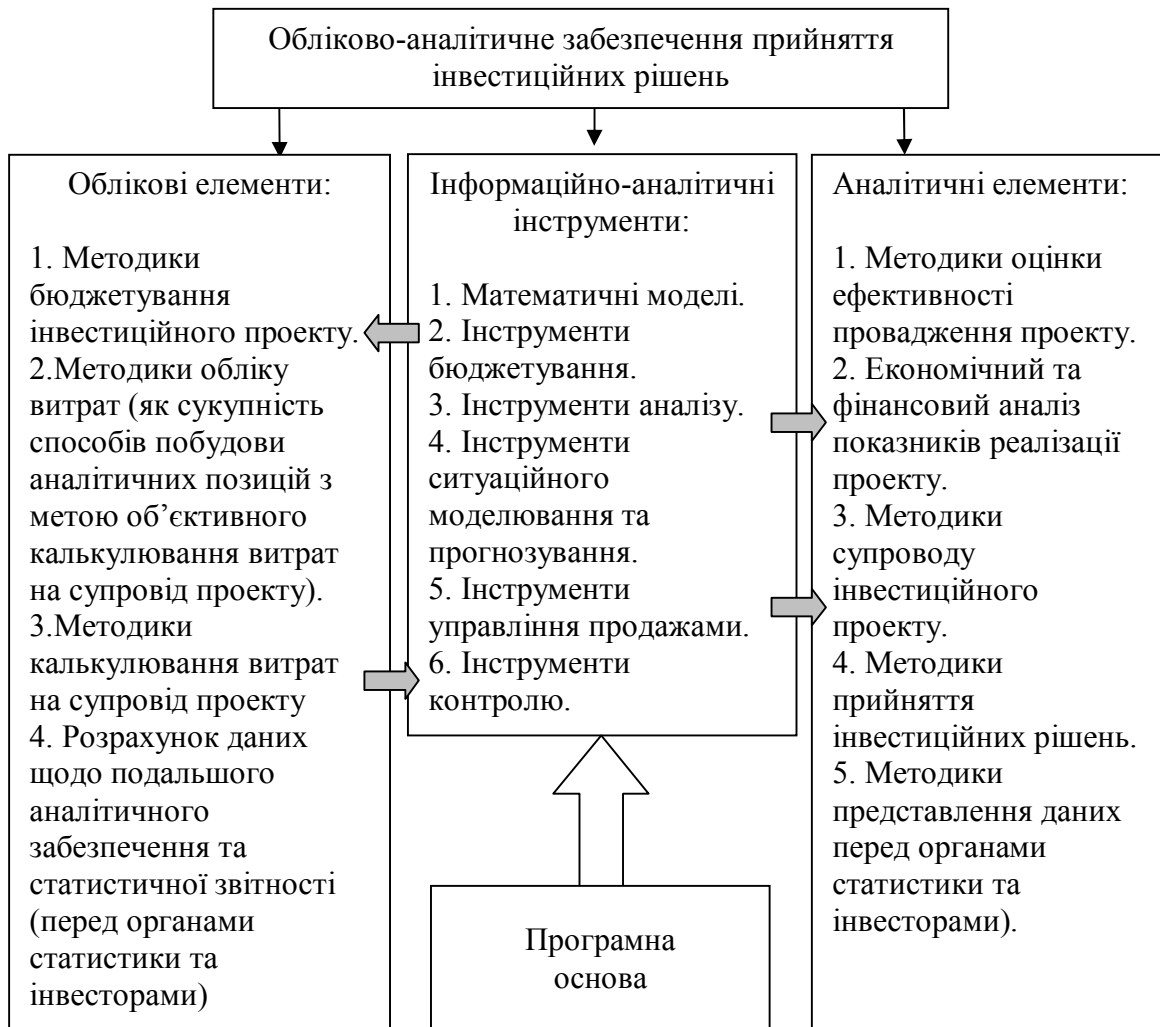 Обліково-аналітичне забезпечення прийняття
інвестиційних рішень
Облікові елементи:
1. Методики
бюджетування
інвестиційного проекту.
2.Методики обліку
витрат (як сукупність
способів побудови
аналітичних позицій з
метою об’єктивного
калькулювання витрат
на супровід проекту).
3.Методики
калькулювання витрат
на супровід проекту
4. Розрахунок даних
щодо подальшого
аналітичного
забезпечення та
статистичної звітності
(перед органами
статистики та
інвесторами)
Інформаційно-аналітичні
інструменти:
1. Математичні моделі.
2. Інструменти
бюджетування.
3. Інструменти аналізу.
4. Інструменти
ситуаційного
моделювання та
прогнозування.
5. Інструменти
управління продажами.
6. Інструменти
контролю.
Програмна
основа
Аналітичні елементи:
1. Методики оцінки
ефективності
провадження проекту.
2. Економічний та
фінансовий аналіз
показників реалізації
проекту.
3. Методики
супроводу
інвестиційного
проекту.
4. Методики
прийняття
інвестиційних рішень.
5. Методики
представлення даних
перед органами
статистики та
інвесторами).